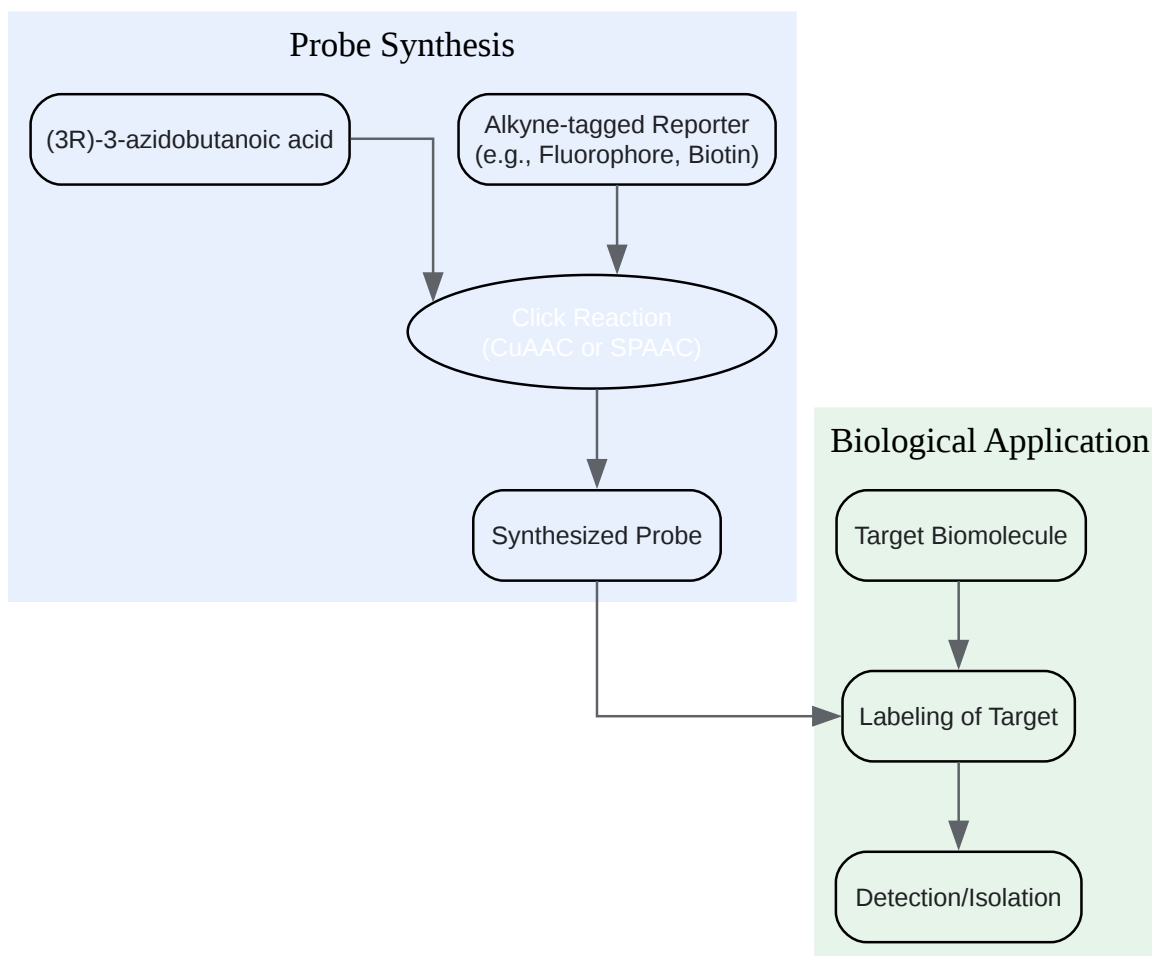 Probe Synthesis
(3R)-3-azidobutanoic acid
Alkyne-tagged Reporter
(e.g., Fluorophore, Biotin)
Click Reaction
(CuAAC or SPAAC)
Synthesized Probe
Biological Application
Target Biomolecule
Labeling of Target
Detection/Isolation